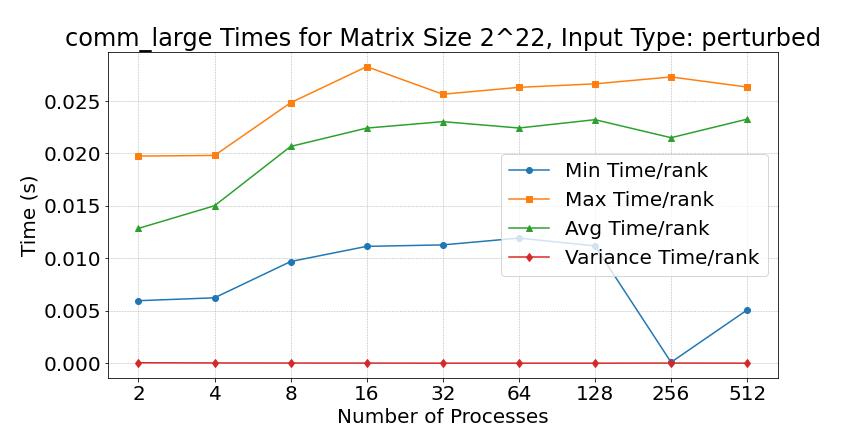 comm_large Times for Matrix Size 2^22, Input Type: perturbed
Time (s)
0.025
0.020
0.015
0.010
0.005
0.000
Min Time/rank
Max Time/rank
Avg Time/rank
Variance Time/rank
2 4 8 16 32 64 128 256 512
Number of Processes